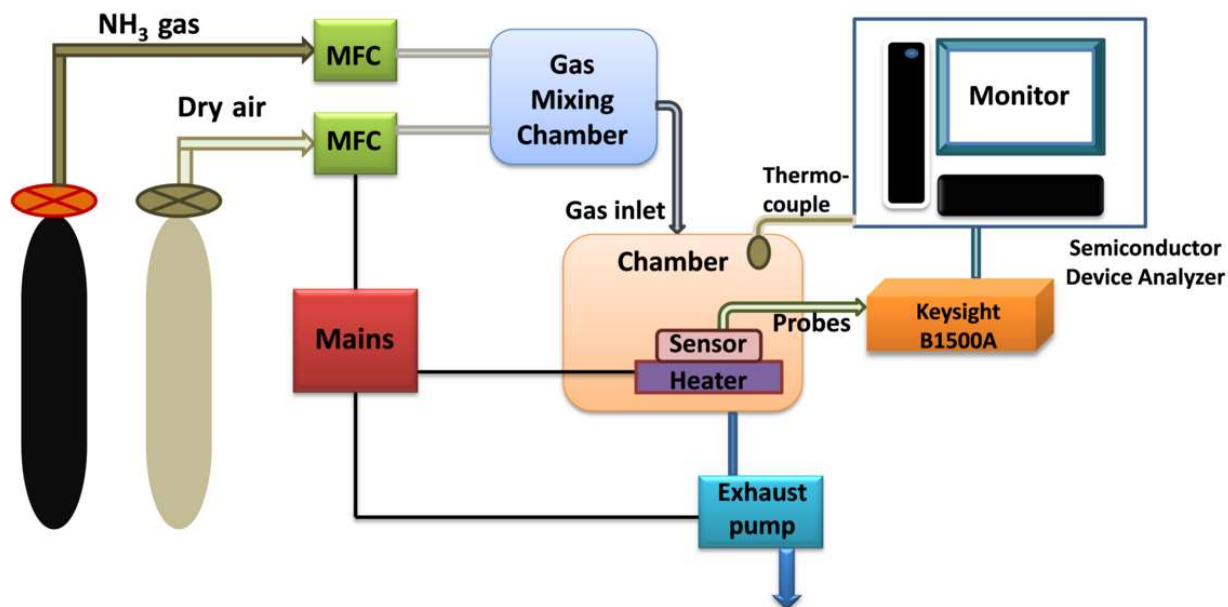 NH₃ gas
MFC
Gas
Mixing
Chamber
Monitor
Dry air
MFC
Thermo-
couple
Gas inlet
Chamber
Semiconductor
Device Analyzer
Mains
Probes
Keysight
B1500A
Sensor
Heater
Exhaust
pump